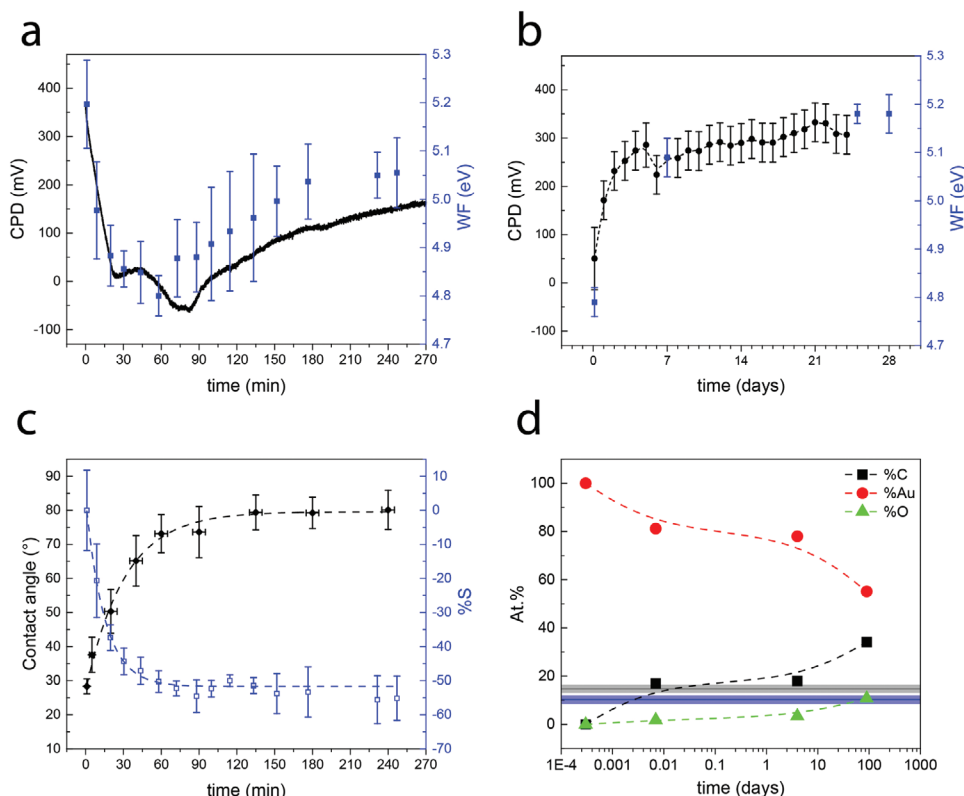 a
b
CPD (mV)
400
300
200
100
0
-100
5.3
5.2
5.1
5.0
4.9
4.8
4.7
WF (eV)
0 30 60 90 120 150 180 210 240 270
time (min)
CPD (mV)
400
300
200
100
0
-100
5.3
5.2
5.1
5.0
4.9
4.8
4.7
WF (eV)
0 7 14 21 28
time (days)
c
d
Contact angle (°)
90
80
70
60
50
40
30
20
10
10
0
-10
-20
-30
-40
-50
-60
-70
%S
0 30 60 90 120 150 180 210 240 270
time (min)
At.%
100
80
60
40
20
0
%C
%Au
%O
1E-4 0.001 0.01 0.1 1 10 100 1000
time (days)